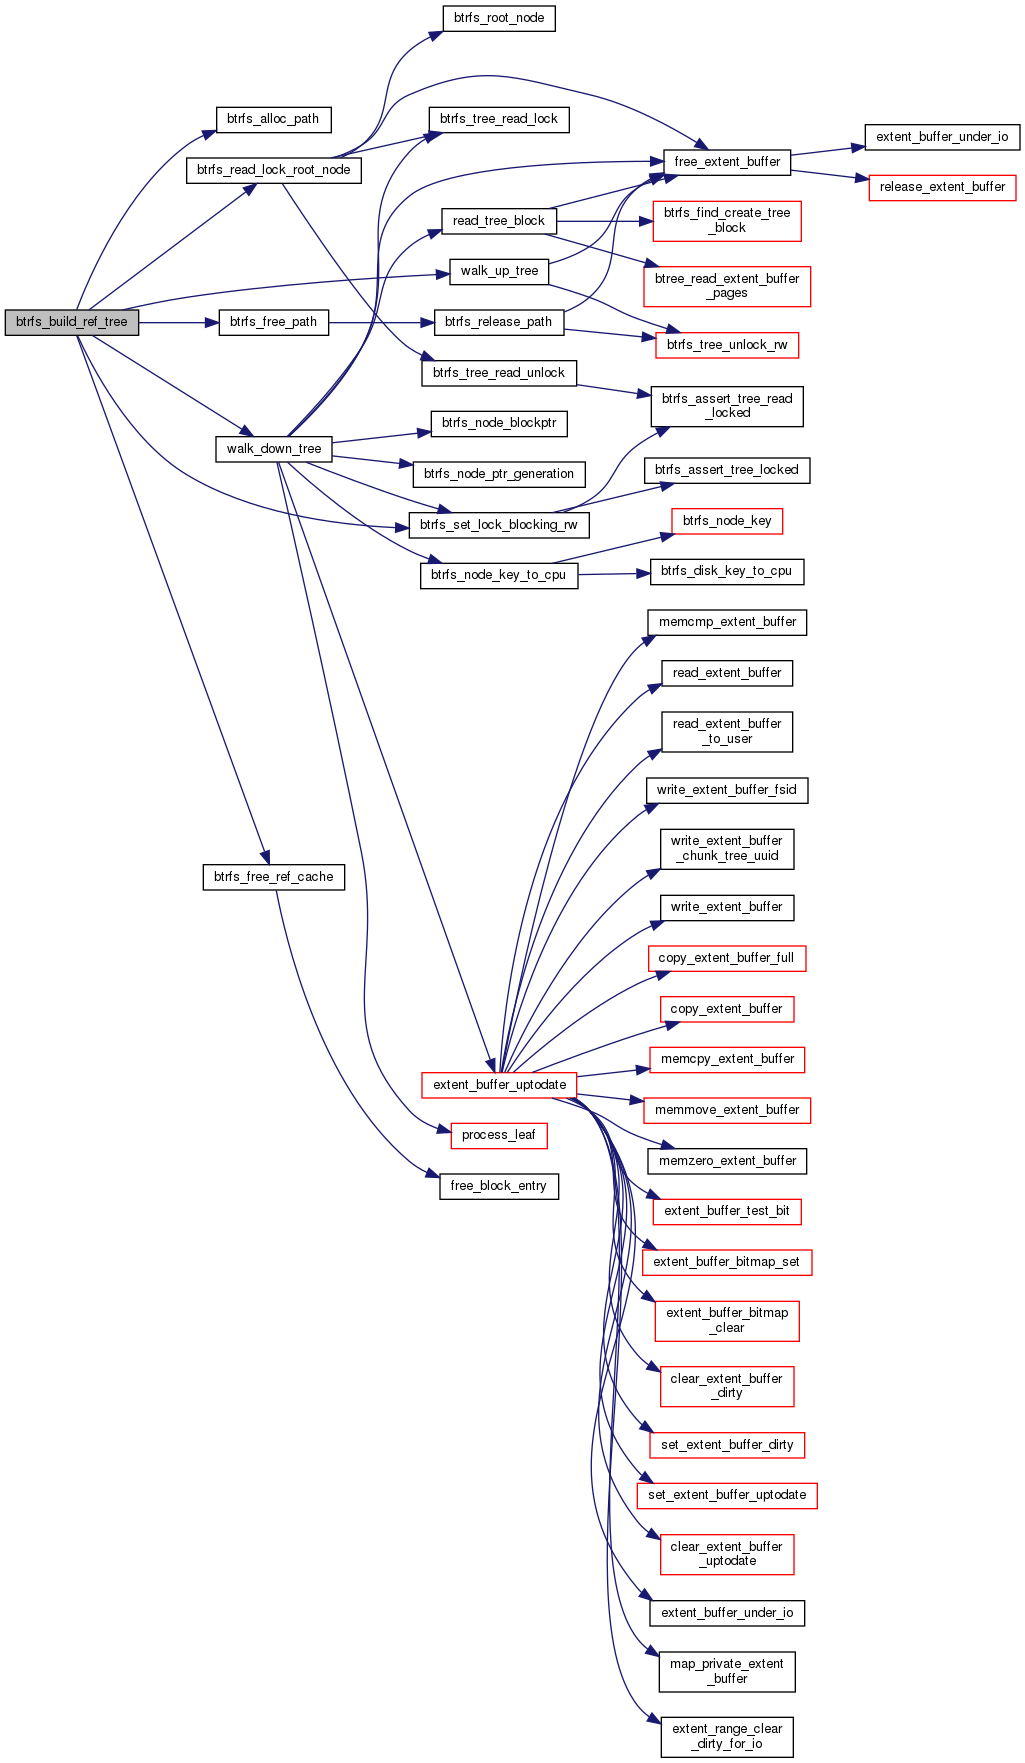 btrfs_root_node
btrfs_alloc_path
btrfs_tree_read_lock
extent_buffer_under_io
free_extent_buffer
btrfs_read_lock_root_node
release_extent_buffer
read_tree_block
btrfs_find_create_tree
_block
walk_up_tree
btree_read_extent_buffer
_pages
btrfs_build_ref_tree
btrfs_free_path
btrfs_release_path
btrfs_tree_unlock_rw
btrfs_tree_read_unlock
btrfs_assert_tree_read
_locked
btrfs_node_blockptr
walk_down_tree
btrfs_node_ptr_generation
btrfs_assert_tree_locked
btrfs_set_lock_blocking_rw
btrfs_node_key
btrfs_node_key_to_cpu
btrfs_disk_key_to_cpu
memcmp_extent_buffer
read_extent_buffer
read_extent_buffer
_to_user
write_extent_buffer_fsid
write_extent_buffer
_chunk_tree_uuid
btrfs_free_ref_cache
write_extent_buffer
copy_extent_buffer_full
copy_extent_buffer
memcpy_extent_buffer
extent_buffer_uptodate
memmove_extent_buffer
process_leaf
memzero_extent_buffer
free_block_entry
extent_buffer_test_bit
extent_buffer_bitmap_set
extent_buffer_bitmap
_clear
clear_extent_buffer
_dirty
set_extent_buffer_dirty
set_extent_buffer_uptodate
clear_extent_buffer
_uptodate
extent_buffer_under_io
map_private_extent
_buffer
extent_range_clear
_dirty_for_io